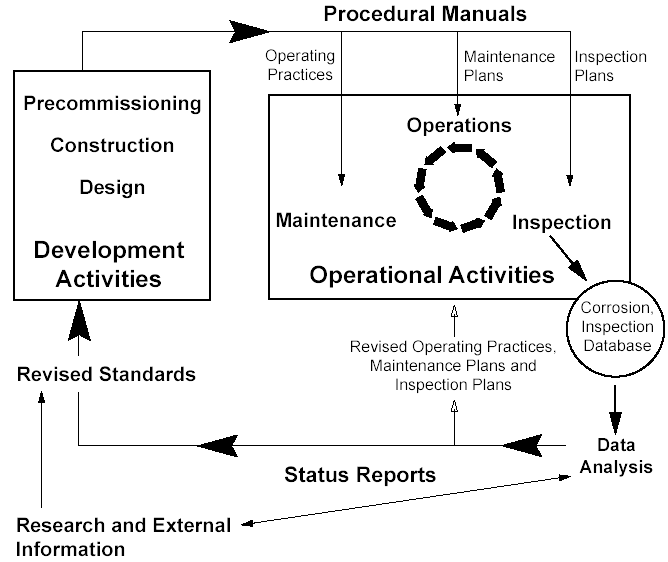 Procedural Manuals
Operating
Practices
Maintenance
Plans
Inspection
Plans
Precommissioning
Construction
Design
Development
Activities
Operations
Maintenance
Inspection
Operational Activities
Corrosion,
Inspection
Database
Revised Operating Practices,
Maintenance Plans and
Inspection Plans
Revised Standards
Data
Analysis
Status Reports
Research and External
Information